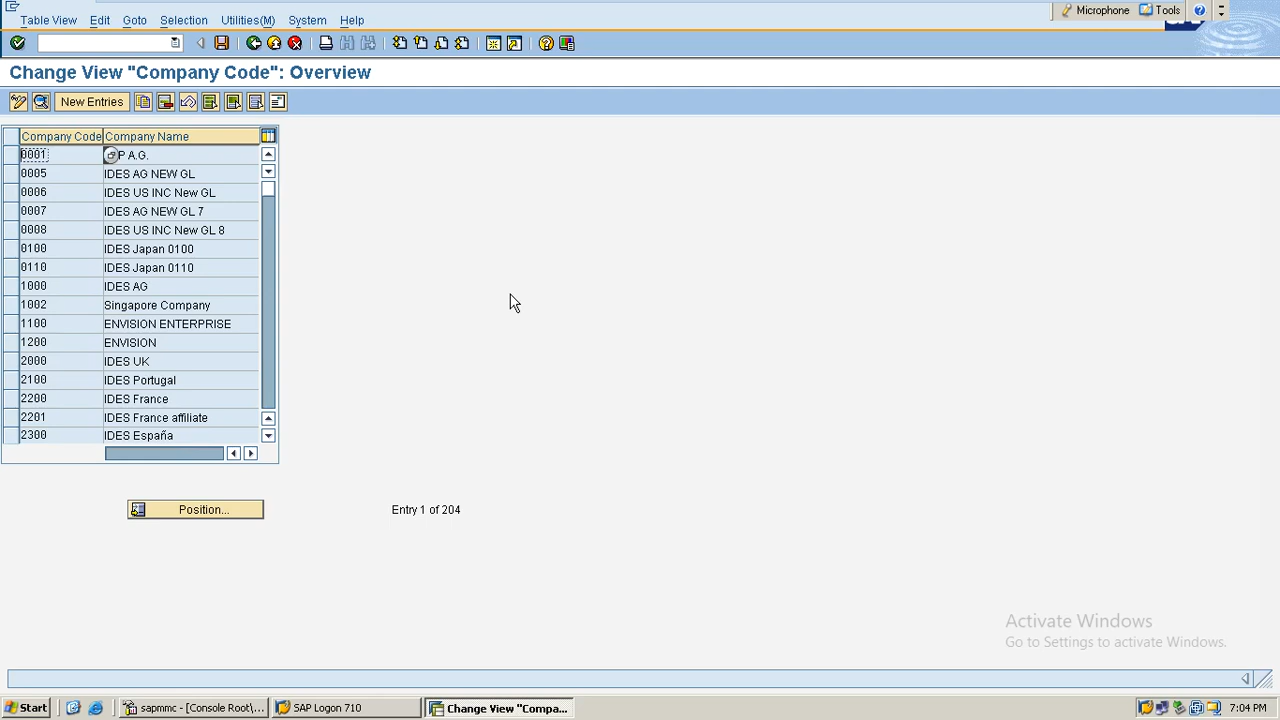 Microphone Tools
Table View Edit Goto Selection Utilities(M) System Help
Change View "Company Code": Overview
New Entries
Company Code Company Name
0001 P A.G.
0005 IDES AG NEW GL
0006 IDES US INC New GL
0007 IDES AG NEW GL 7
0008 IDES US INC New GL 8
0100 IDES Japan 0100
0110 IDES Japan 0110
1000 IDES AG
1002 Singapore Company
1100 ENVISION ENTERPRISE
1200 ENVISION
2000 IDES UK
2100 IDES Portugal
2200 IDES France
2201 IDES France affiliate
2300 IDES España
Position... Entry 1 of 204
Activate Windows
Go to Settings to activate Windows.
Start sapmmc - [Console Root\... SAP Logon 710 Change View "Compa... 7:04 PM